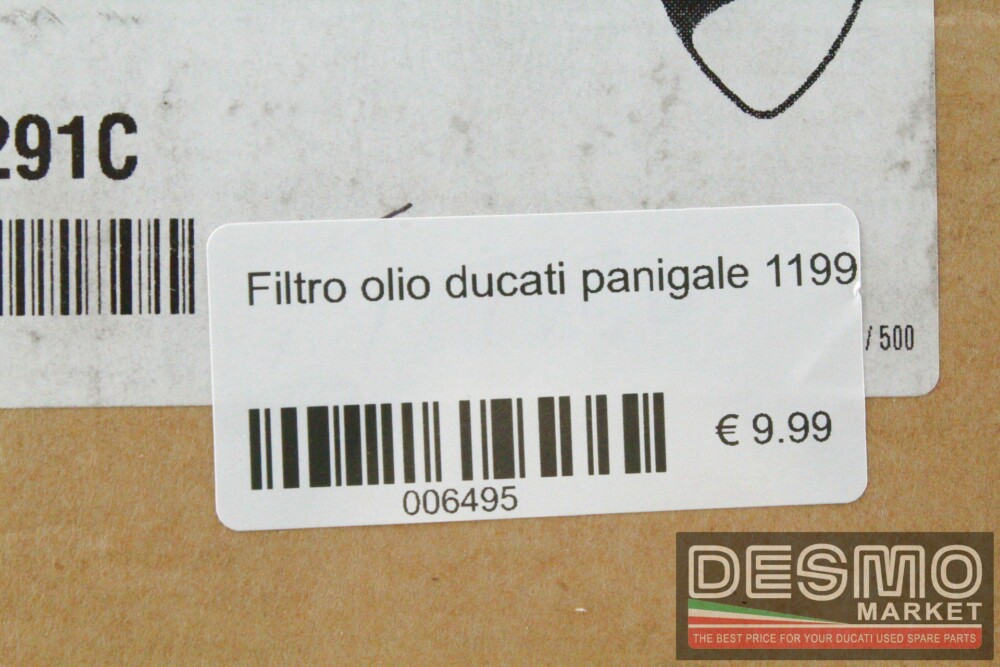 291C
Filtro olio ducati panigale 1199
/ 500
€ 9.99
006495
DESMO
MARKET
THE BEST PRICE FOR YOUR DUCATI USED SPARE PARTS